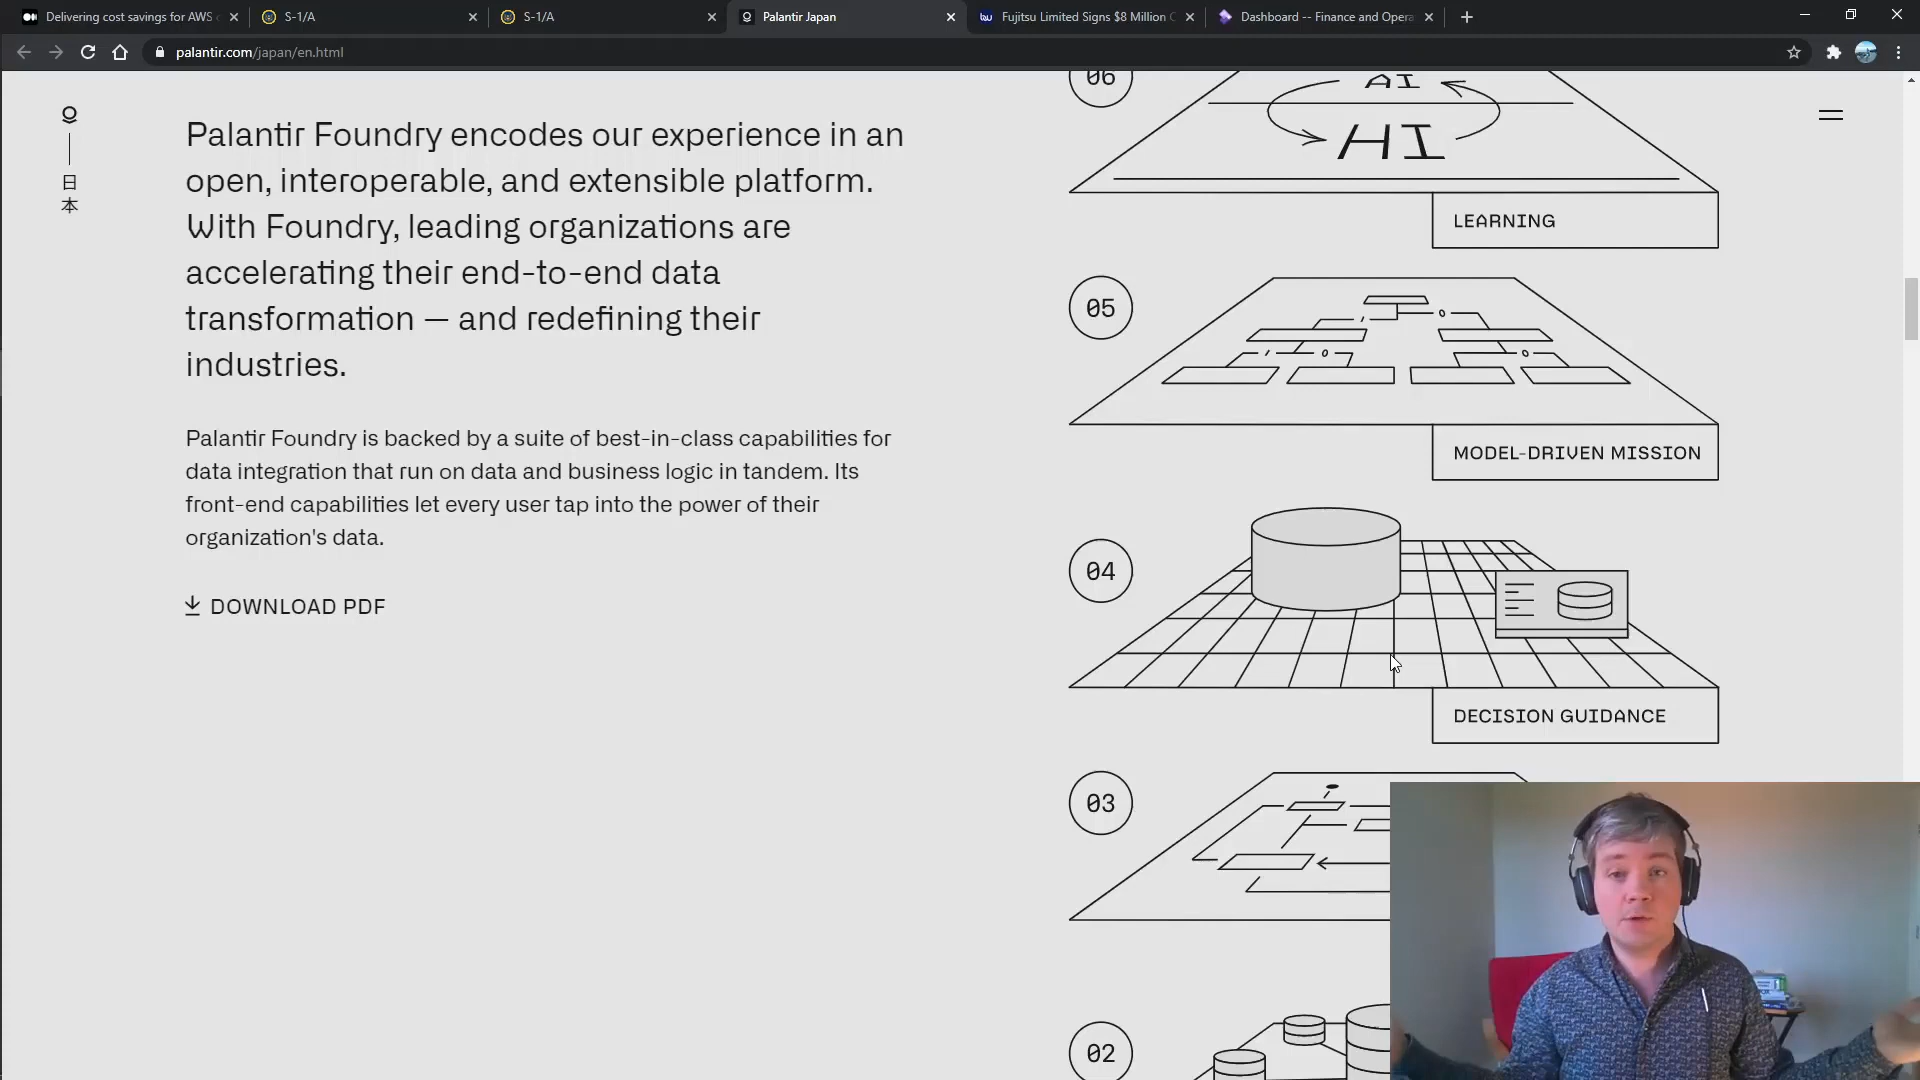 Delivering cost savings for AWS
S-1/A
S-1/A
Palantir Japan
Fujitsu Limited Signs $8 Million
Dashboard -- Finance and Opera
palantir.com/japan/en.html
日
本
Palantir Foundry encodes our experience in an
open, interoperable, and extensible platform.
With Foundry, leading organizations are
accelerating their end-to-end data
transformation — and redefining their
industries.
Palantir Foundry is backed by a suite of best-in-class capabilities for
data integration that run on data and business logic in tandem. Its
front-end capabilities let every user tap into the power of their
organization's data.
DOWNLOAD PDF
06
AI
HI
LEARNING
05
MODEL-DRIVEN MISSION
04
DECISION GUIDANCE
03
02